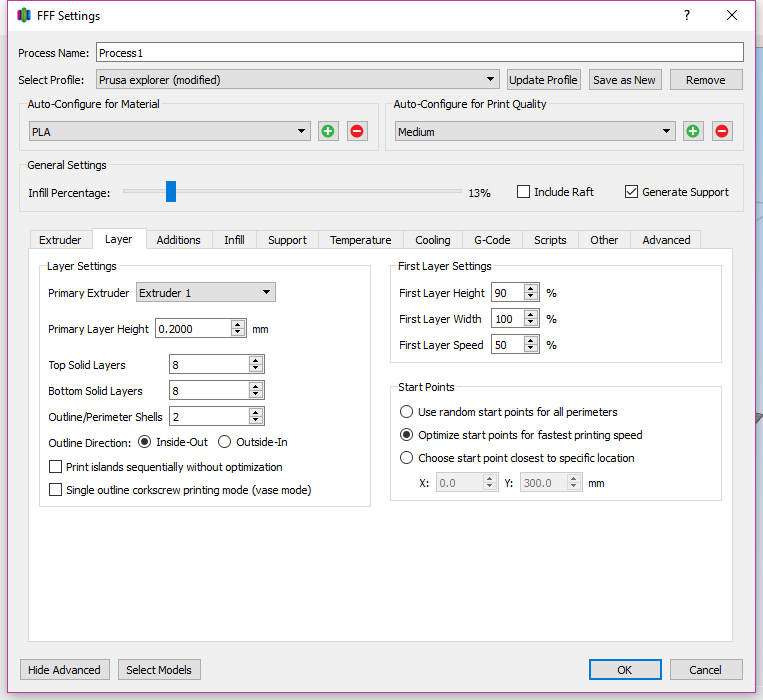 FFF Settings ?
Process Name: Process1
Select Profile: Prusa explorer (modified) Update Profile Save as New Remove
Auto-Configure for Material
PLA
Auto-Configure for Print Quality
Medium
General Settings
Infill Percentage: 13% Include Raft Generate Support
Extruder Layer Additions Infill Support Temperature Cooling G-Code Scripts Other Advanced
Layer Settings
Primary Extruder Extruder 1
Primary Layer Height 0.2000 mm
Top Solid Layers 8
Bottom Solid Layers 8
Outline/Perimeter Shells 2
Outline Direction: Inside-Out Outside-In
Print islands sequentially without optimization
Single outline corkscrew printing mode (vase mode)
First Layer Settings
First Layer Height 90 %
First Layer Width 100 %
First Layer Speed 50 %
Start Points
Use random start points for all perimeters
Optimize start points for fastest printing speed
Choose start point closest to specific location
X: 0.0 Y: 300.0 mm
Hide Advanced Select Models OK Cancel